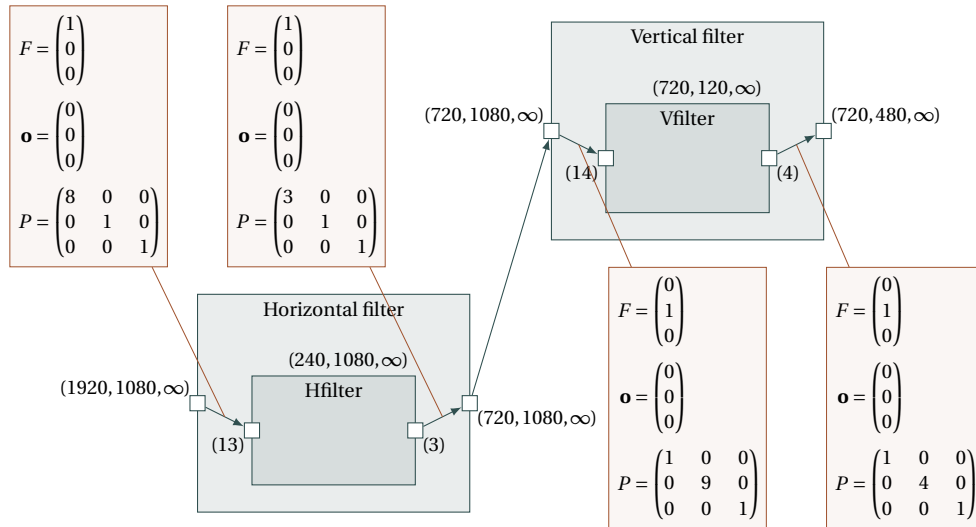 F = (1 0 0)
o = (0 0 0)
P = (8 0 0
0 1 0
0 0 1)
F = (1 0 0)
o = (0 0 0)
P = (3 0 0
0 1 0
0 0 1)
Vertical filter
(720, 120, ∞)
(720, 1080, ∞)
Vfilter
(720, 480, ∞)
(14)
(4)
Horizontal filter
(240, 1080, ∞)
(1920, 1080, ∞)
Hfilter
(720, 1080, ∞)
(13)
(3)
F = (0 1 0)
o = (0 0 0)
P = (1 0 0
0 9 0
0 0 1)
F = (0 1 0)
o = (0 0 0)
P = (1 0 0
0 4 0
0 0 1)